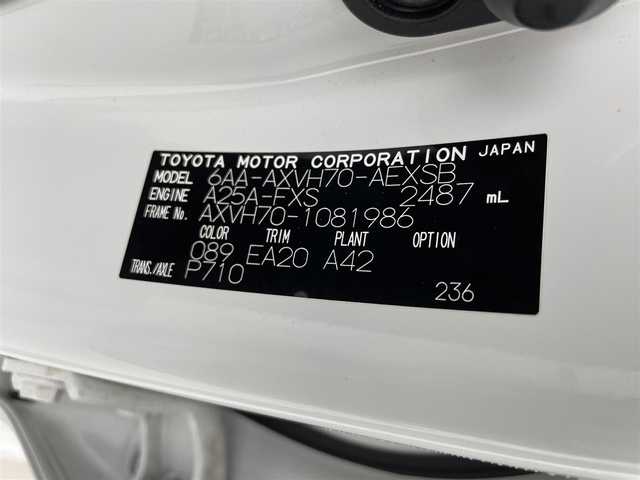 TOYOTA MOTOR CORPORATION JAPAN
MODEL 6AA-AXVH70-AEXSB
ENGINE A25A-FXS 2487 mL
FRAME No. AXVH70-1081986
COLOR TRIM PLANT OPTION
089 EA20 A42
TRANS./AXLE P710
236